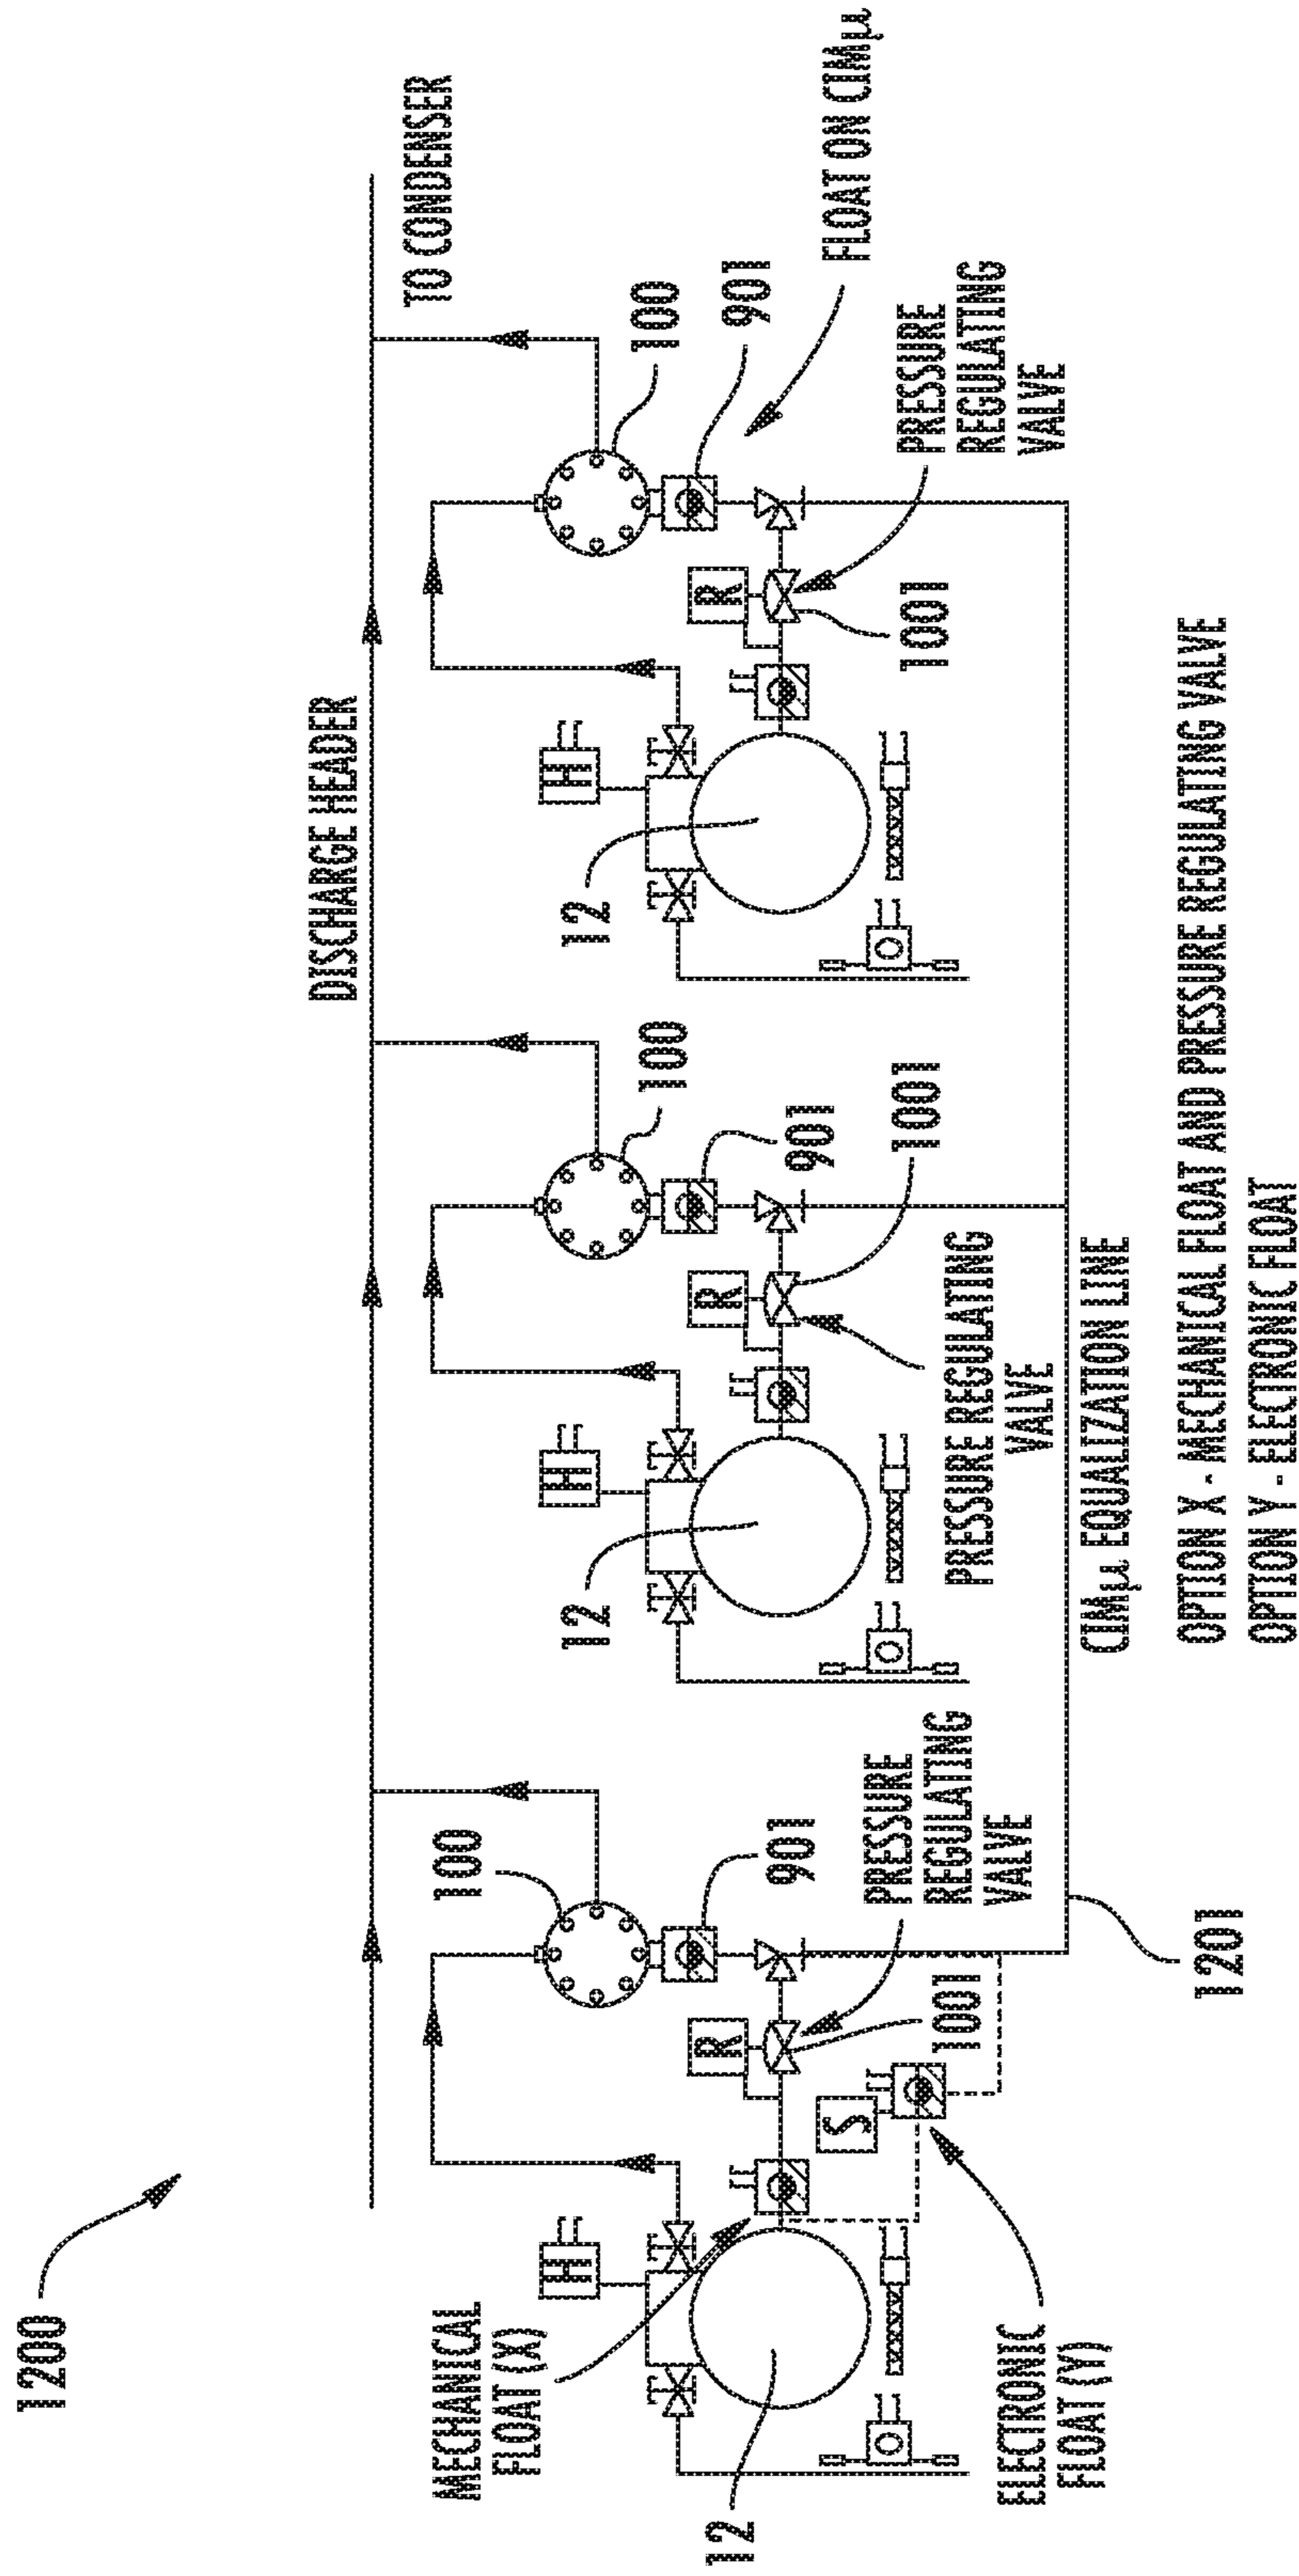 1200
DISCHARGE HEADER
TO CONDENSER
MECHANICAL
FLOAT (X)
H
H
H
100
100
100
901
901
901
FLOAT ON CIMμ
R
R
R
12
12
12
PRESSURE
REGULATING
VALVE
PRESSURE REGULATING
VALVE
PRESSURE
REGULATING
VALVE
1001
1001
1001
S
O
O
O
ELECTRONIC
FLOAT (Y)
1201
CIMμ EQUALIZATION LINE
OPTION X - MECHANICAL FLOAT AND PRESSURE REGULATING VALVE
OPTION Y - ELECTRONIC FLOAT